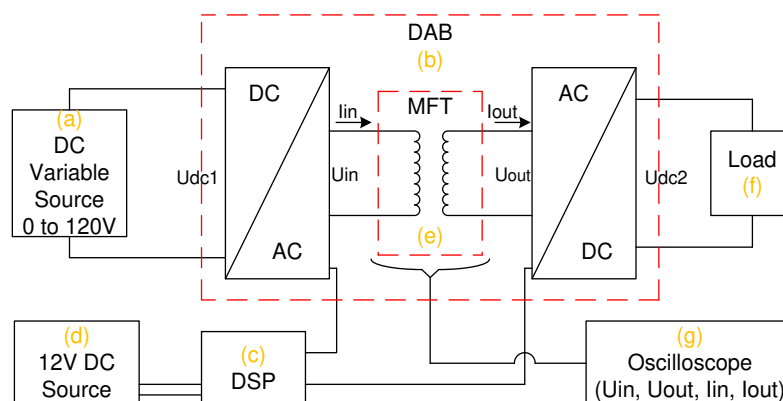 DAB
(b)
(a)
DC
Variable
Source
0 to 120V
Udc1
DC
AC
Iin
Uin
MFT
(e)
Iout
Uout
AC
DC
Udc2
Load
(f)
(d)
12V DC
Source
(c)
DSP
(g)
Oscilloscope
(Uin, Uout, Iin, Iout)